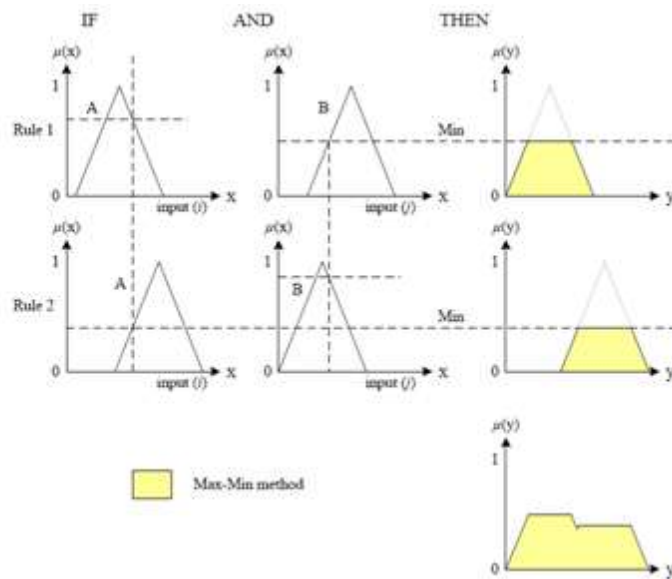 IF AND THEN
μ(x) μ(x) μ(y)
1 1 1
A B
Rule 1 Min
0 0 0
input (i) x input (j) x y
μ(x) μ(x) μ(y)
1 1 1
A B
Rule 2 Min
0 0 0
input (i) x input (j) x y
μ(y)
1
Max-Min method
0 y